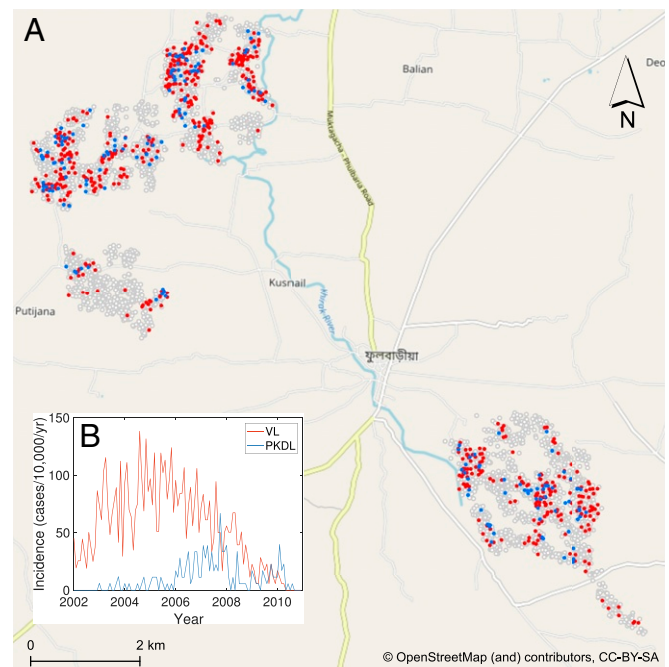 A
Balian
Deo
N
Muktagacha - Phulbaria Road
Kusnail
Putijana
ফুলবাড়ীয়া
B
VL
PKDL
Incidence (cases/10,000/yr)
150
100
50
0
2002
2004
2006
2008
2010
Year
0
2 km
© OpenStreetMap (and) contributors, CC-BY-SA